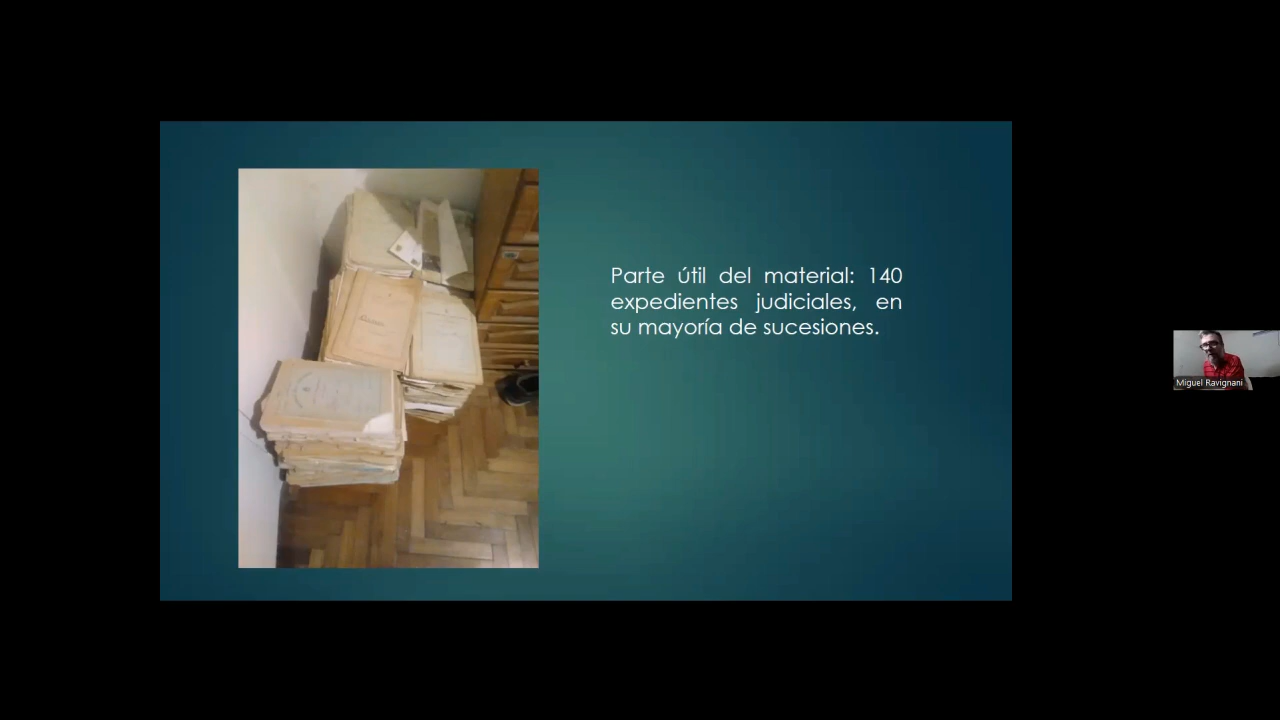 Parte útil del material: 140
expedientes judiciales, en
su mayoría de sucesiones.
Miguel Ravignani